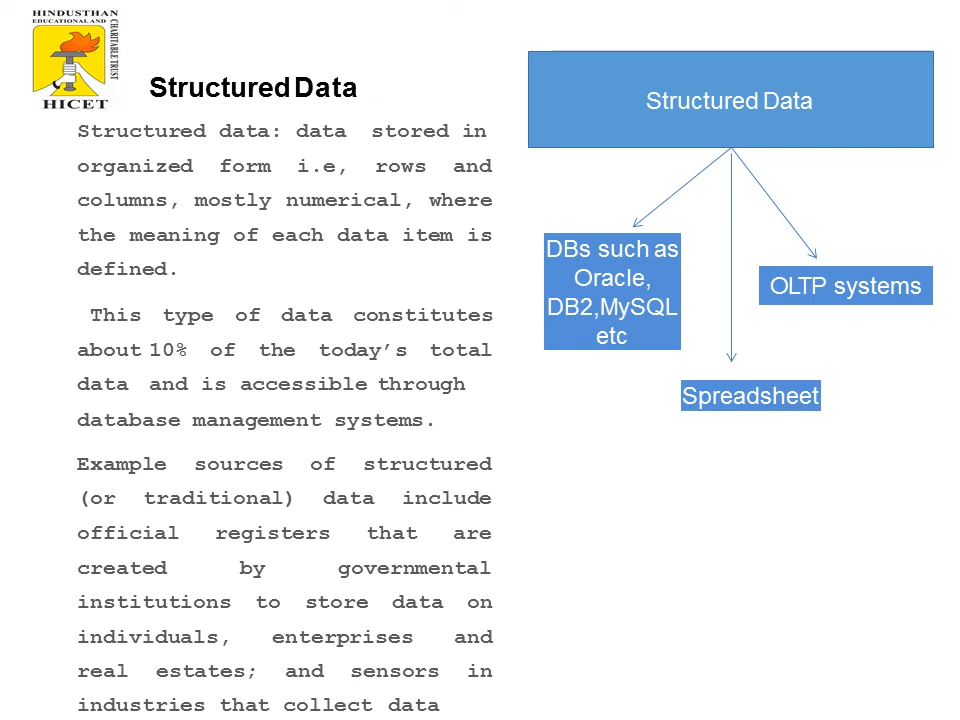 HINDUSTHAN
EDUCATIONAL AND
CHARITABLE TRUST
HICET
Structured Data
Structured data: data stored in
organized form i.e, rows and
columns, mostly numerical, where
the meaning of each data item is
defined.
This type of data constitutes
about 10% of the today’s total
data and is accessible through
database management systems.
Example sources of structured
(or traditional) data include
official registers that are
created by governmental
institutions to store data on
individuals, enterprises and
real estates; and sensors in
industries that collect data
Structured Data
DBs such as
Oracle,
DB2,MySQL
etc
OLTP systems
Spreadsheet